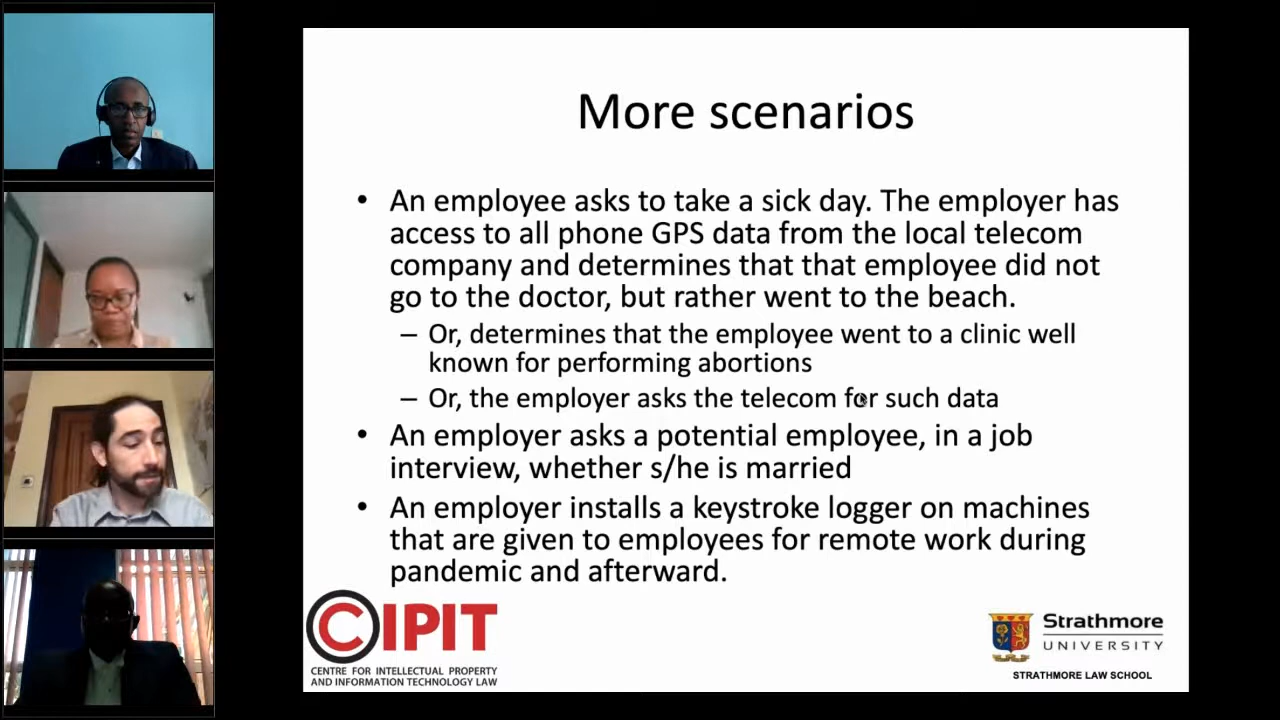 More scenarios
• An employee asks to take a sick day. The employer has
access to all phone GPS data from the local telecom
company and determines that that employee did not
go to the doctor, but rather went to the beach.
– Or, determines that the employee went to a clinic well
known for performing abortions
– Or, the employer asks the telecom for such data
• An employer asks a potential employee, in a job
interview, whether s/he is married
• An employer installs a keystroke logger on machines
that are given to employees for remote work during
pandemic and afterward.
CIPIT
CENTRE FOR INTELLECTUAL PROPERTY
AND INFORMATION TECHNOLOGY LAW
Strathmore
UNIVERSITY
STRATHMORE LAW SCHOOL